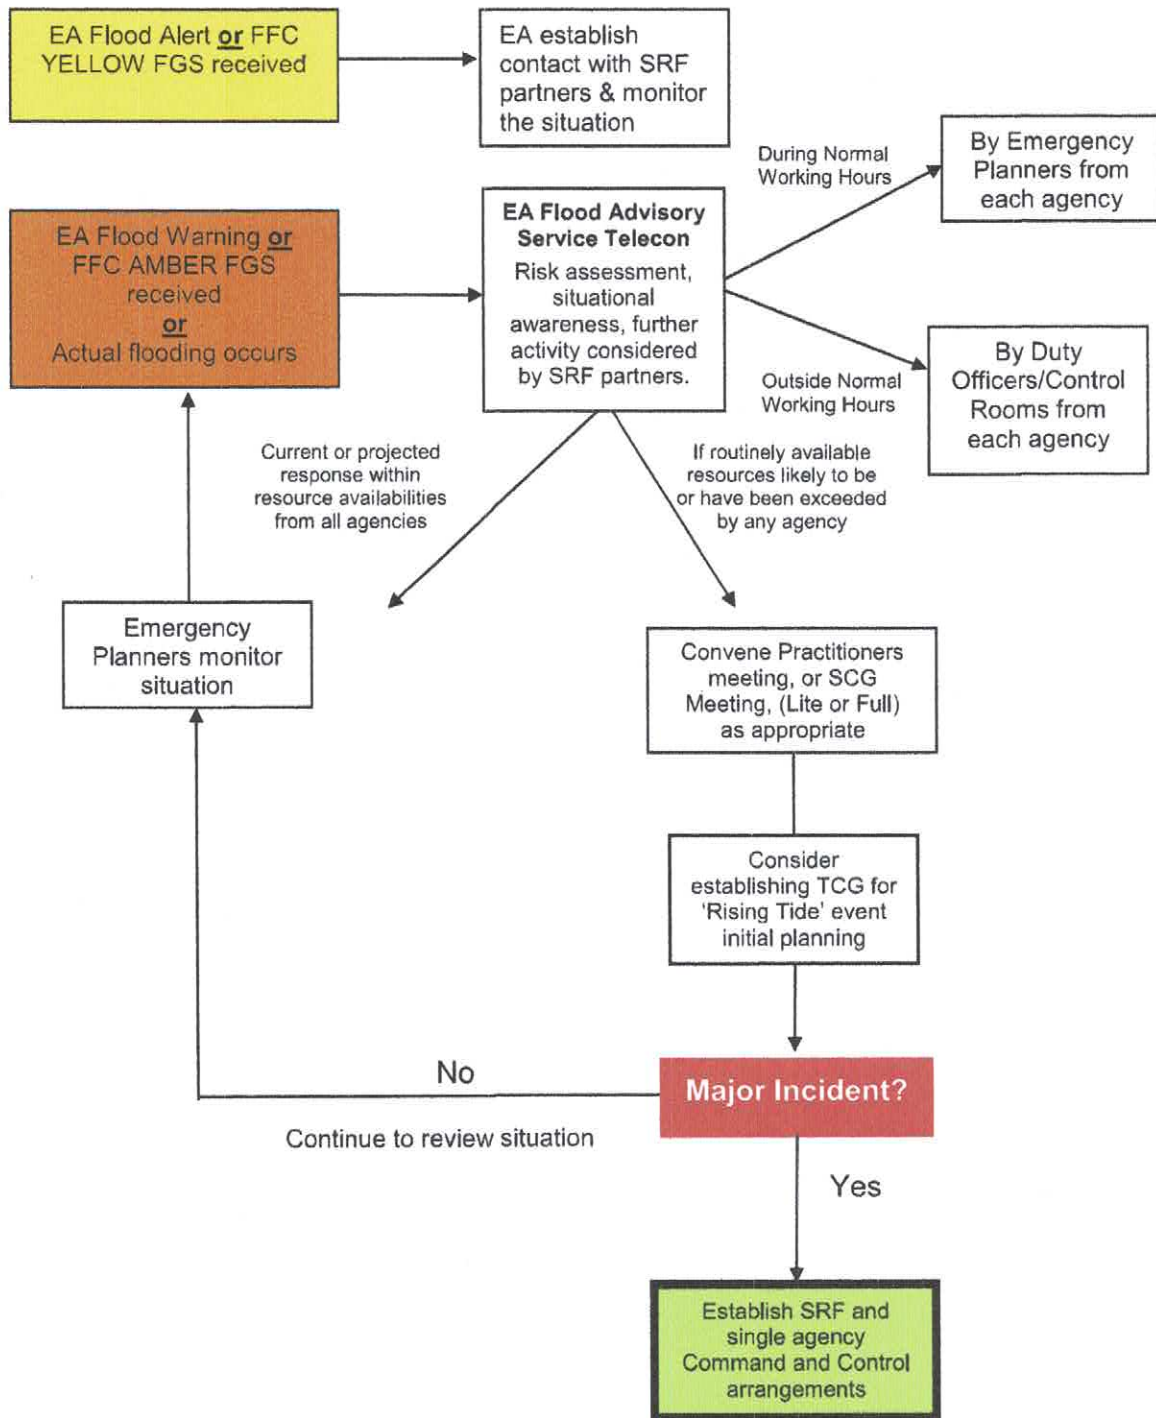 EA Flood Alert or FFC
YELLOW FGS received
EA establish
contact with SRF
partners & monitor
the situation
During Normal
Working Hours
By Emergency
Planners from
each agency
EA Flood Warning or
FFC AMBER FGS
received
or
Actual flooding occurs
EA Flood Advisory
Service Telecon
Risk assessment,
situational
awareness, further
activity considered
by SRF partners.
Outside Normal
Working Hours
By Duty
Officers/Control
Rooms from
each agency
Current or projected
response within
resource availabilities
from all agencies
If routinely available
resources likely to be
or have been exceeded
by any agency
Emergency
Planners monitor
situation
Convene Practitioners
meeting, or SCG
Meeting, (Lite or Full)
as appropriate
Consider
establishing TCG for
‘Rising Tide’ event
initial planning
Major Incident?
No
Continue to review situation
Yes
Establish SRF and
single agency
Command and Control
arrangements